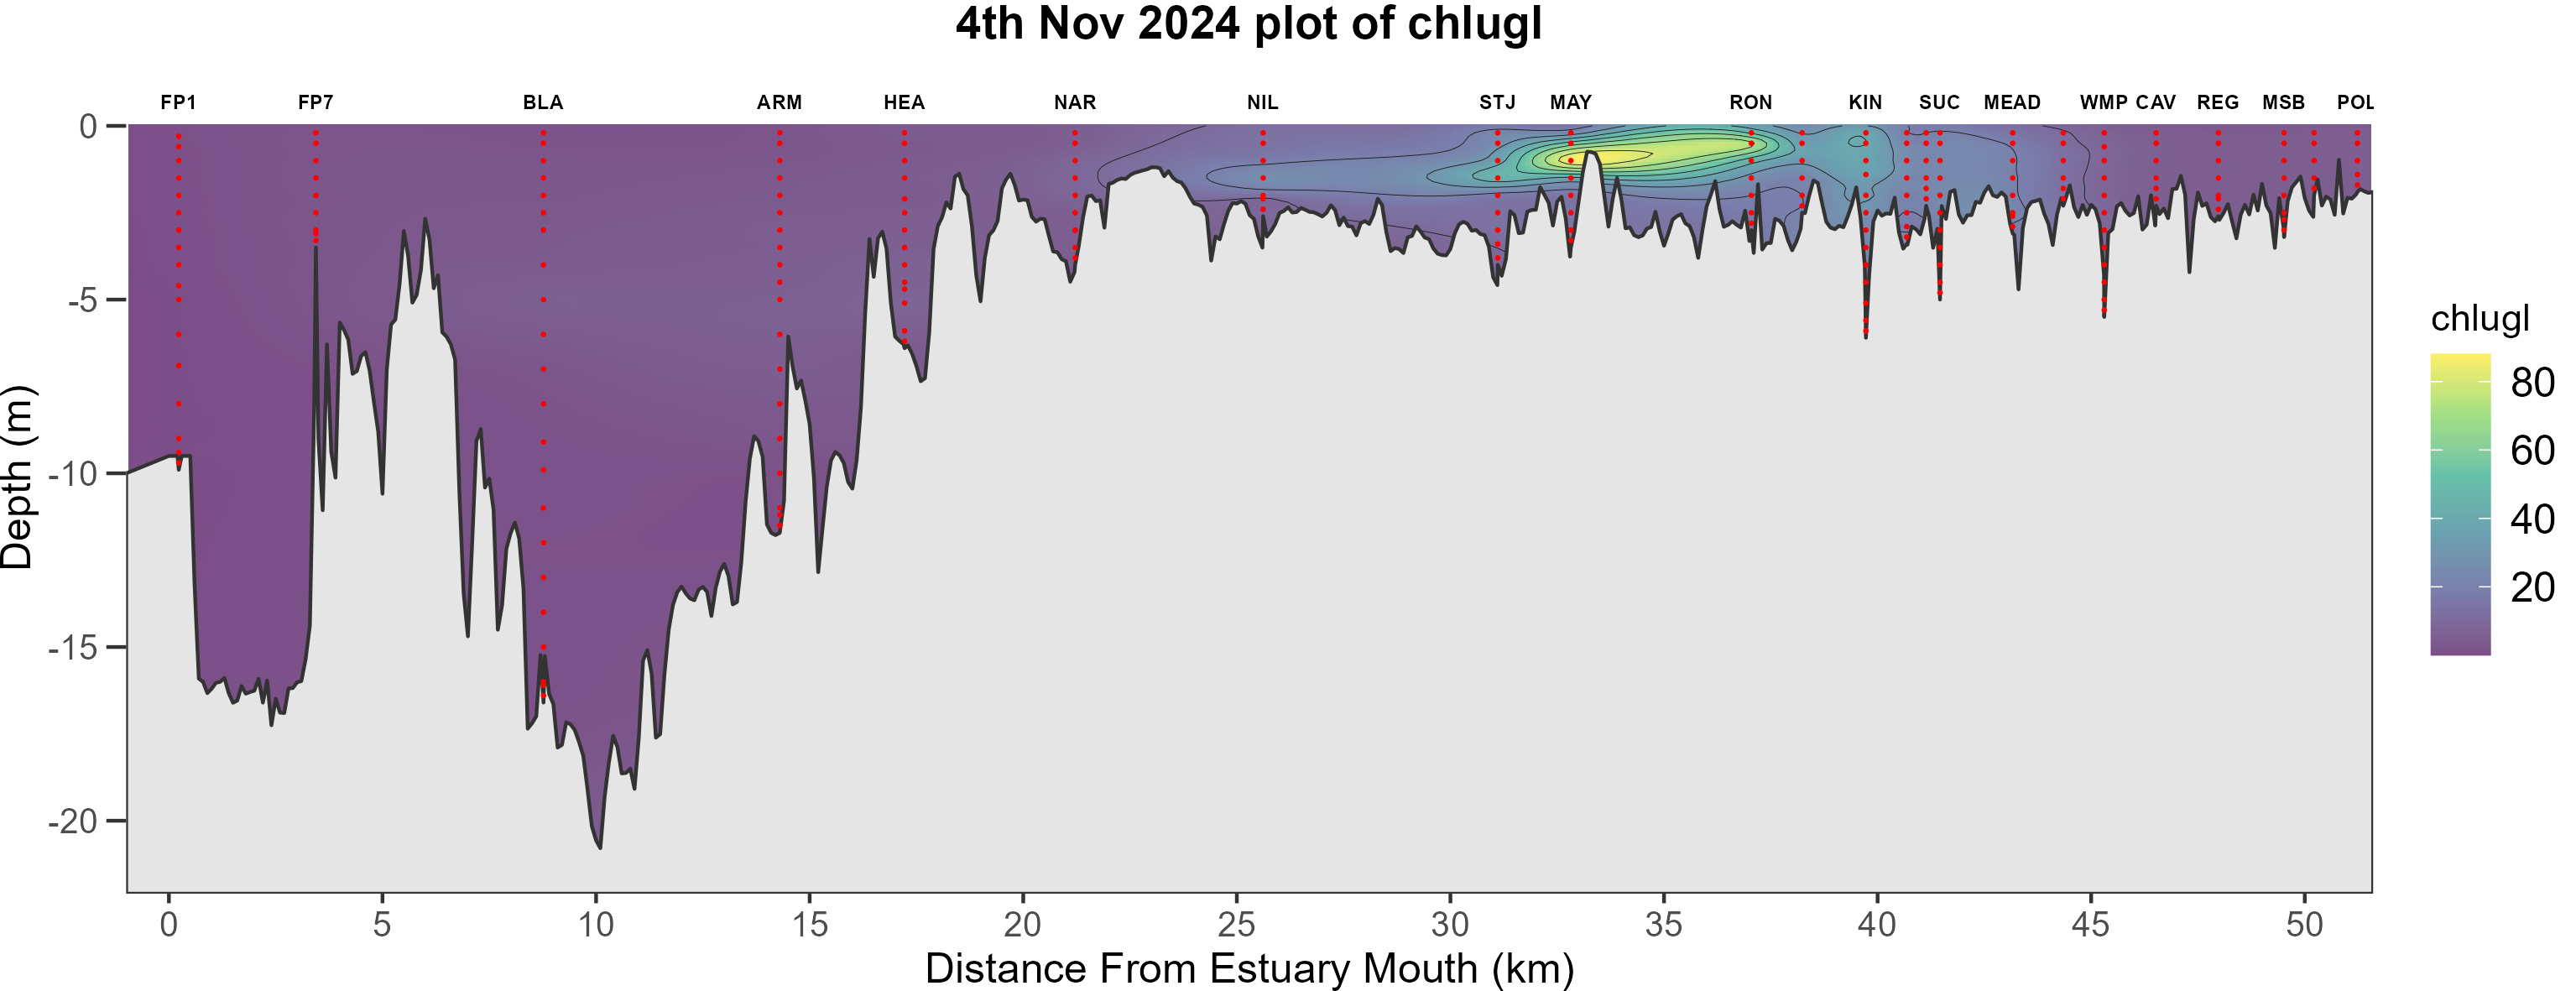 4th Nov 2024 plot of chlugl
FP1 FP7 BLA ARM HEA NAR NIL STJ MAY RON KIN SUC MEAD WMP CAV REG MSB POL
0
-5
-10
-15
-20
Depth (m)
0 5 10 15 20 25 30 35 40 45 50
Distance From Estuary Mouth (km)
chlugl
80
60
40
20